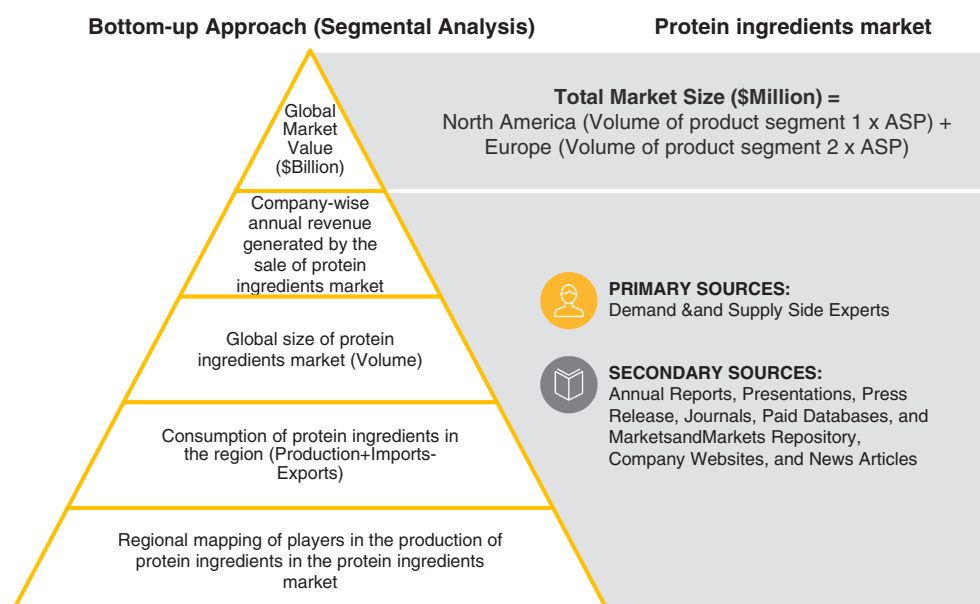 Bottom-up Approach (Segmental Analysis)
Protein ingredients market
Global
Market
Value
($Billion)
Total Market Size ($Million) =
North America (Volume of product segment 1 x ASP) +
Europe (Volume of product segment 2 x ASP)
Company-wise
annual revenue
generated by the
sale of protein
ingredients market
Global size of protein
ingredients market (Volume)
Consumption of protein ingredients in
the region (Production+Imports-
Exports)
Regional mapping of players in the production of
protein ingredients in the protein ingredients
market
PRIMARY SOURCES:
Demand &and Supply Side Experts
SECONDARY SOURCES:
Annual Reports, Presentations, Press
Release, Journals, Paid Databases, and
MarketsandMarkets Repository,
Company Websites, and News Articles